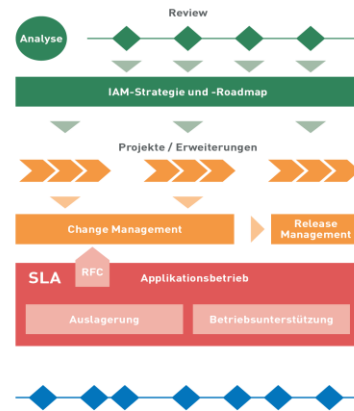 Review
Analyse
IAM-Strategie und -Roadmap
Projekte / Erweiterungen
Change Management
Release
Management
RFC
SLA
Applikationsbetrieb
Auslagerung
Betriebsunterstützung